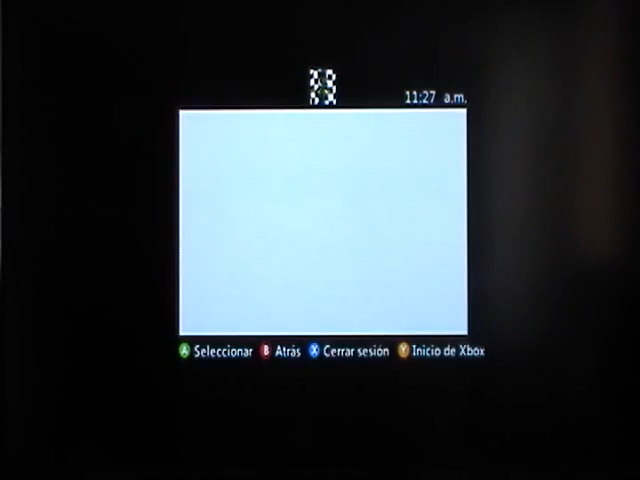 11:27 a.m.
A Seleccionar B Atrás X Cerrar sesión Y Inicio de Xbox